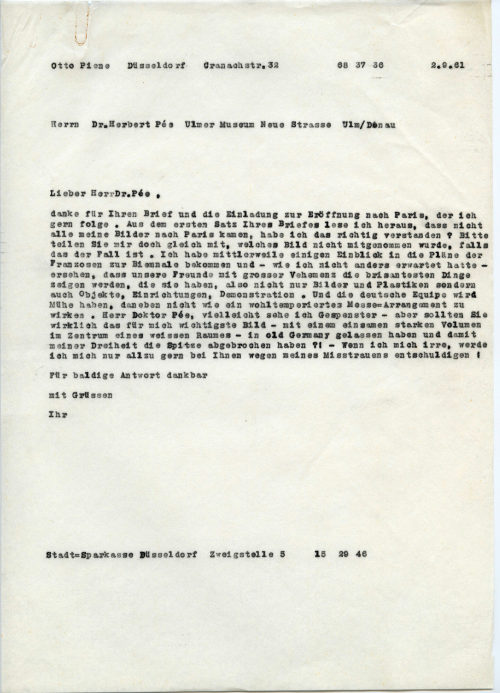 Otto Piene Düsseldorf Cranachstr.32 68 37 36 2.9.61
Herrn Dr.Herbert Pée Ulmer Museum Neue Strasse Ulm/Donau
Lieber HerrDr.Pée ,
danke für Ihren Brief und die Einladung zur Eröffnung nach Paris, der ich
gern folge . Aus dem ersten Satz Ihres Briefes lese ich heraus, dass nicht
alle meine Bilder nach Paris kamen, habe ich das richtig verstanden ? Bitte
teilen Sie mir doch gleich mit, welches Bild nicht mitgenommen wurde, falls
das der Fall ist . Ich habe mittlerweile einigen Einblick in die Pläne der
Franzosen zur Biennale bekommen und - wie ich nicht anders erwartet hatte -
ersehen, dass unsere Freunde mit grosser Vehemenz die brisantesten Dinge
zeigen werden, die sie haben, also nicht nur Bilder und Plastiken sondern
auch Objekte, Einrichtungen, Demonstration . Und die deutsche Equipe wird
Mühe haben, daneben nicht wie ein wohltemperiertes Messe-Arrangement zu
wirken . Herr Doktor Pée, vielleicht sehe ich Gespenster - aber sollten Sie
wirklich das für mich wichtigste Bild - mit einem einsamen starken Volumen
im Zentrum eines weissen Raumes - in old Germany gelassen haben und damit
meiner Dreiheit die Spitze abgebrochen haben ?! - Wenn ich mich irre, werde
ich mich nur allzu gern bei Ihnen wegen meines Misstrauens entschuldigen !
Für baldige Antwort dankbar
mit Grüssen
Ihr
Stadt=Sparkasse Düsseldorf Zweigstelle 5 15 29 46